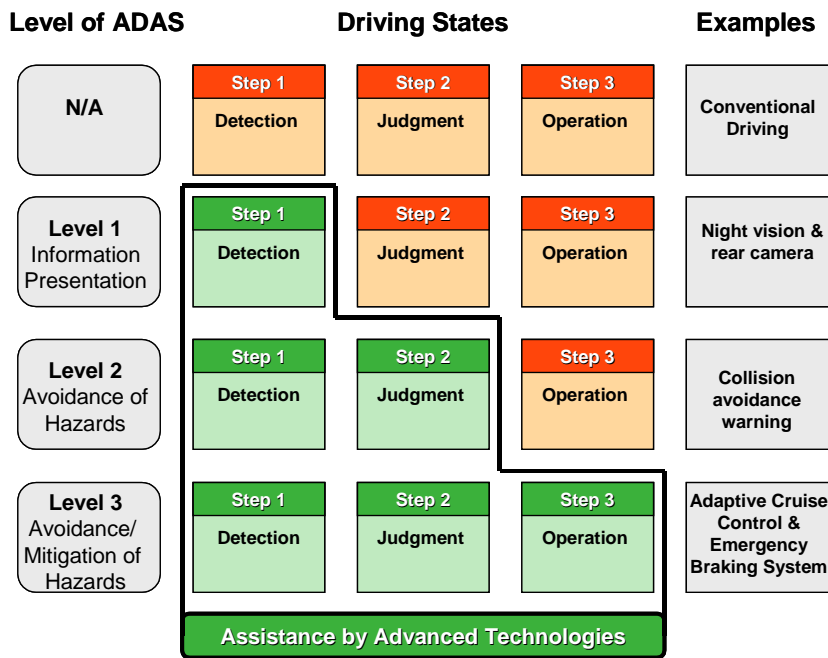 Level of ADAS Driving States Examples
N/A
Step 1 Step 2 Step 3
Detection Judgment Operation
Conventional
Driving
Level 1
Information
Presentation
Step 1 Step 2 Step 3
Detection Judgment Operation
Night vision &
rear camera
Level 2
Avoidance of
Hazards
Step 1 Step 2 Step 3
Detection Judgment Operation
Collision
avoidance
warning
Level 3
Avoidance/
Mitigation of
Hazards
Step 1 Step 2 Step 3
Detection Judgment Operation
Adaptive Cruise
Control &
Emergency
Braking System
Assistance by Advanced Technologies